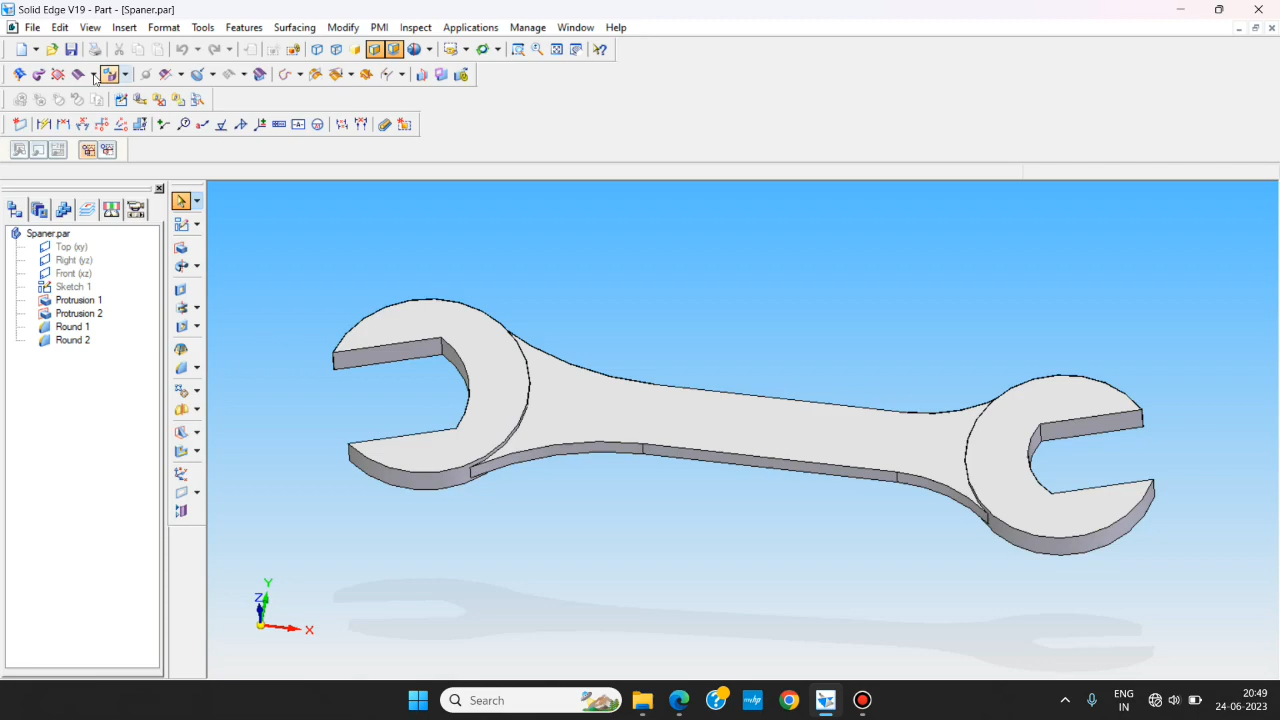 Solid Edge V19 - Part - [Spaner.par]
File Edit View Insert Format Tools Features Surfacing Modify PMI Inspect Applications Manage Window Help
Spaner.par
Top (xy)
Right (yz)
Front (xz)
Sketch 1
Protrusion 1
Protrusion 2
Round 1
Round 2
Y
Z
X
Search
ENG
IN
20:49
24-06-2023